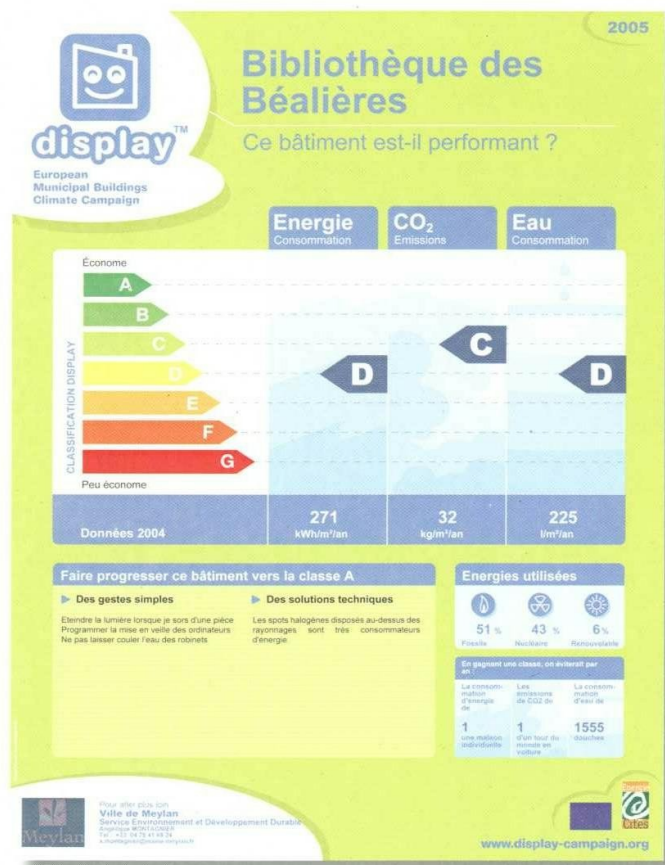 2005
Bibliothèque des
Béalières
Ce bâtiment est-il performant ?
display™
European
Municipal Buildings
Climate Campaign
Energie
Consommation
CO₂
Emissions
Eau
Consommation
Économe
A
B
C
D
E
F
G
CLASSIFICATION DISPLAY
Peu économe
D
C
D
Données 2004
271
kWh/m²/an
32
kg/m²/an
225
l/m²/an
Faire progresser ce bâtiment vers la classe A
Des gestes simples
Eteindre la lumière lorsque je sors d'une pièce
Programmer la mise en veille des ordinateurs
Ne pas laisser couler l'eau des robinets
Des solutions techniques
Les spots halogènes disposés au-dessus des
rayonnages sont très consommateurs
d'énergie.
Energies utilisées
51 %
Fossile
43 %
Nucléaire
6%
Renouvelable
En gagnant une classe, on éviterait par
an :
La consom-
mation
d'énergie
de
1
une maison
individuelle
Les
émissions
de CO2 de
1
d'un tour du
monde en
voiture
La consom-
mation
d'eau de
1555
douches
Meylan
Pour aller plus loin
Ville de Meylan
Service Environnement et Développement Durable
Angélique MONTAGNIER
Cités
www.display-campaign.org